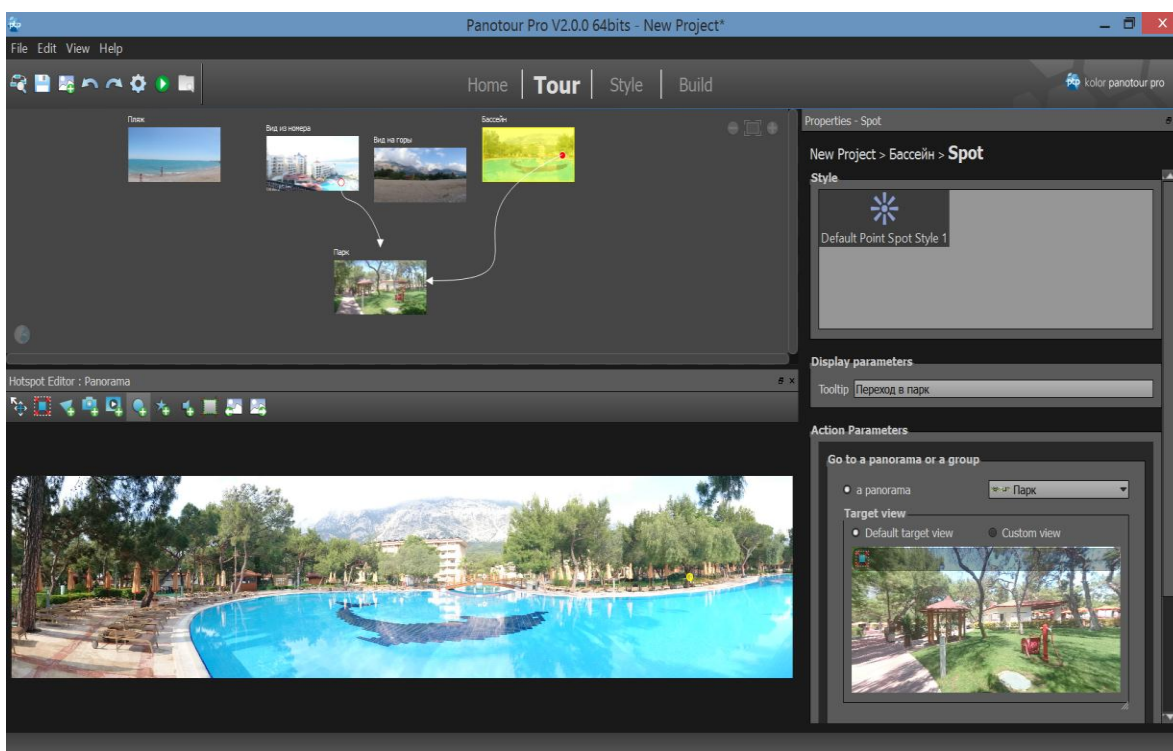 Panotour Pro V2.0.0 64bits - New Project*
File Edit View Help
Home Tour Style Build
kolor panotour pro
Пляж
Вид из номера
Вид на горы
Бассейн
Парк
Properties - Spot
New Project > Бассейн > Spot
Style
Default Point Spot Style 1
Display parameters
Tooltip Переход в парк
Action Parameters
Go to a panorama or a group
a panorama Парк
Target view
Default target view Custom view
Hotspot Editor : Panorama